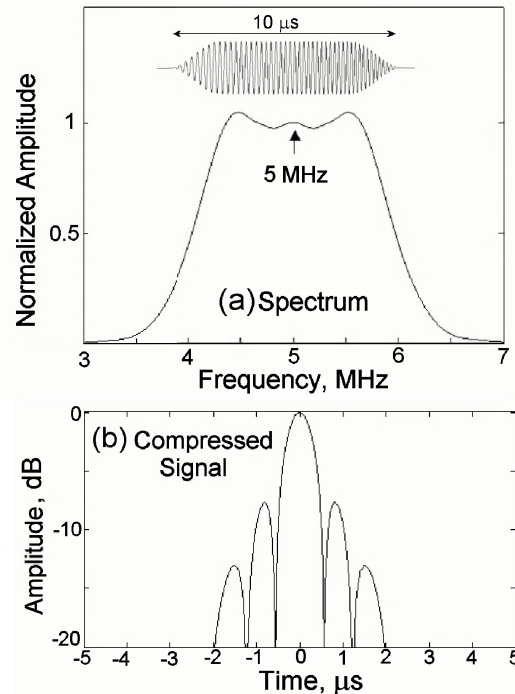 (a)
10 μs
Normalized Amplitude
1
0.5
5 MHz
(a) Spectrum
3
4
5
6
7
Frequency, MHz
(b) Compressed
Signal
Amplitude, dB
0
-10
-20
-5
-4
-3
-2
-1
0
1
2
3
4
5
Time, μs